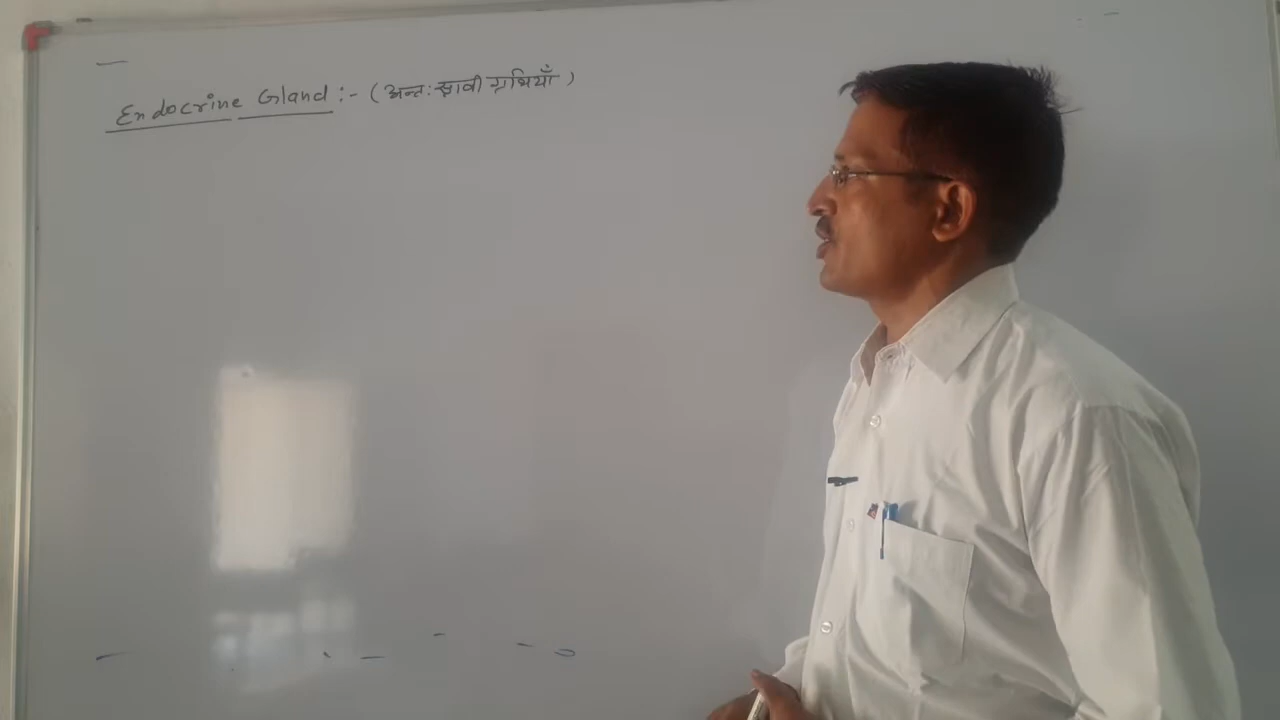 Endocrine Gland :- (अन्तः स्रावी ग्रन्थियाँ)